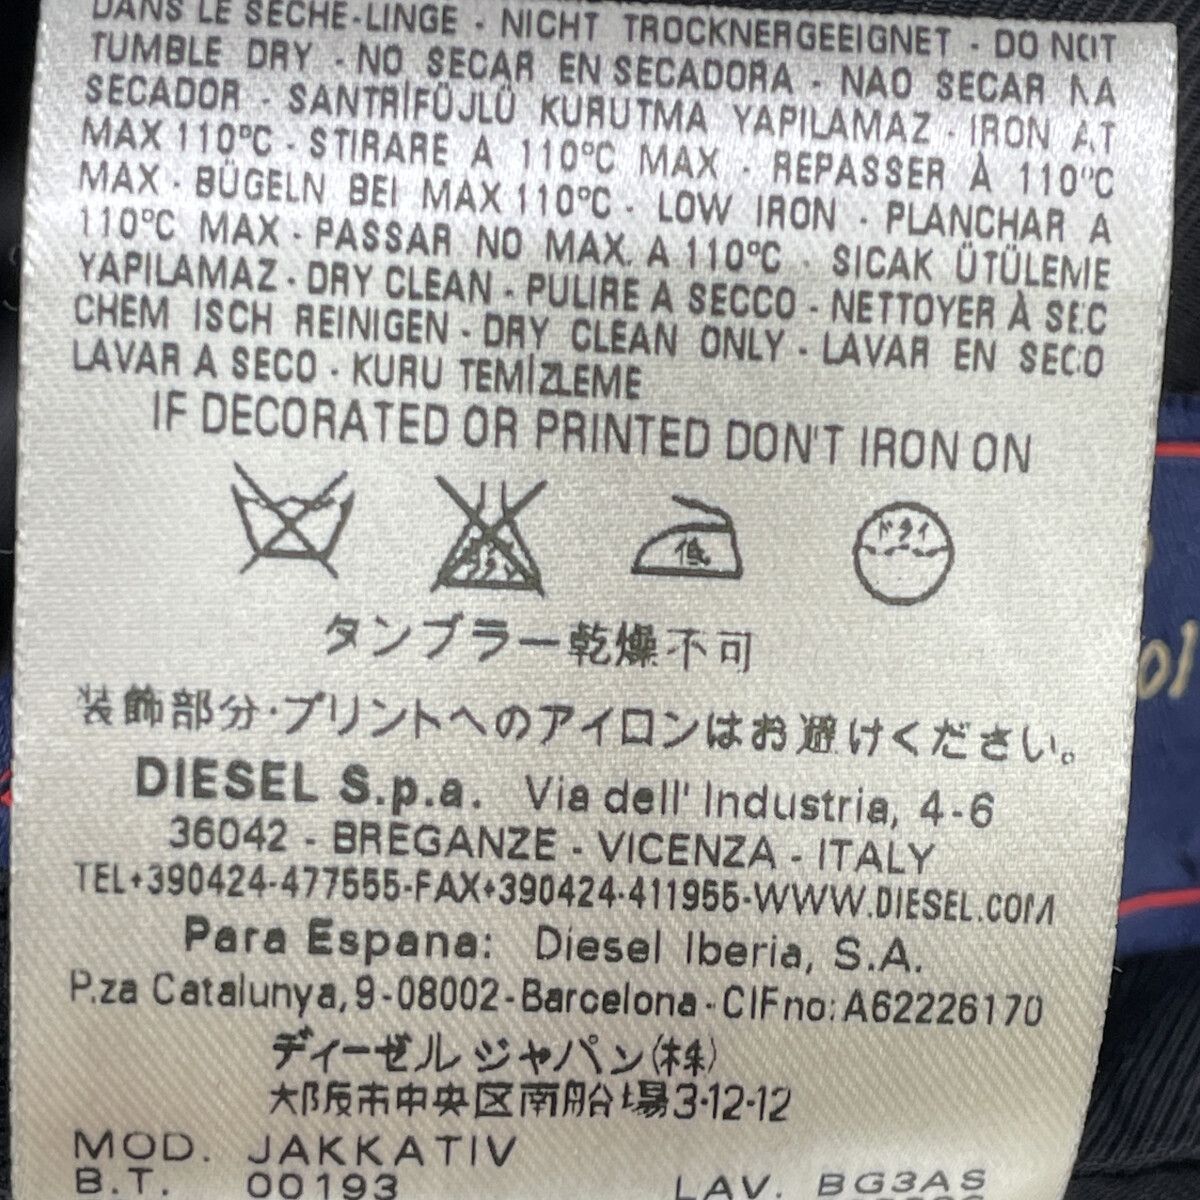 DANS LE SECHE-LINGE - NICHT TROCKNERGEEIGNET - DO NOT
TUMBLE DRY - NO SECAR EN SECADORA - NAO SECAR NA
SECADOR - SANTRİFÜJLÜ KURUTMA YAPILAMAZ - IRON AT
MAX 110°C - STIRARE A 110°C MAX - REPASSER À 110°C
MAX - BÜGELN BEI MAX 110°C - LOW IRON - PLANCHAR A
110°C MAX - PASSAR NO MAX. A 110°C - SICAK ÜTÜLEME
YAPILAMAZ - DRY CLEAN - PULIRE A SECCO - NETTOYER À SEC
CHEM ISCH REINIGEN - DRY CLEAN ONLY - LAVAR EN SECO
LAVAR A SECO - KURU TEMİZLEME
IF DECORATED OR PRINTED DON'T IRON ON
低 ドライ
タンブラー乾燥不可
装飾部分・プリントへのアイロンはお避けください。
DIESEL S.p.a. Via dell' Industria, 4-6
36042 - BREGANZE - VICENZA - ITALY
TEL+390424-477555-FAX+390424-411955-WWW.DIESEL.COM
Para Espana: Diesel Iberia, S.A.
P.za Catalunya, 9-08002-Barcelona-CIFno: A62226170
ディーゼル ジャパン(株)
大阪市中央区南船場3-12-12
MOD. JAKKATIV
B.T. 00193 LAV. BG3AS